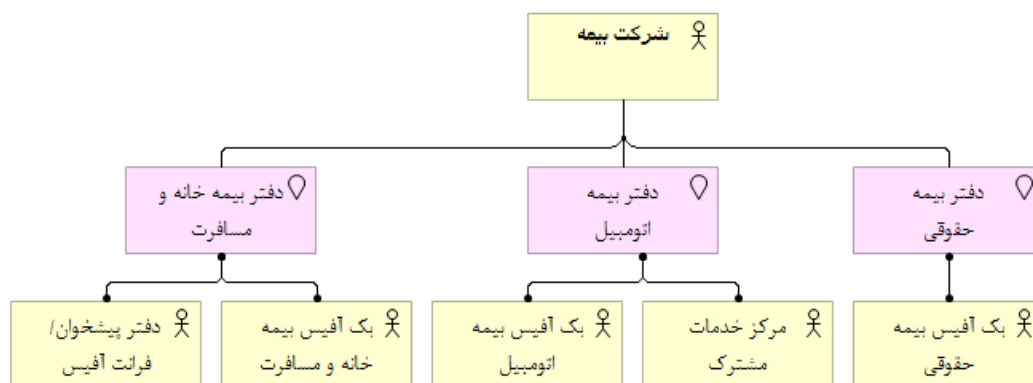 شرکت بیمه
دفتر بیمه خانه و
مسافرت
دفتر بیمه
اتومبیل
دفتر بیمه
حقوقی
دفتر پیشخوان/
فرانت آفیس
بک آفیس بیمه
خانه و مسافرت
بک آفیس بیمه
اتومبیل
مرکز خدمات
مشترک
بک آفیس بیمه
حقوقی